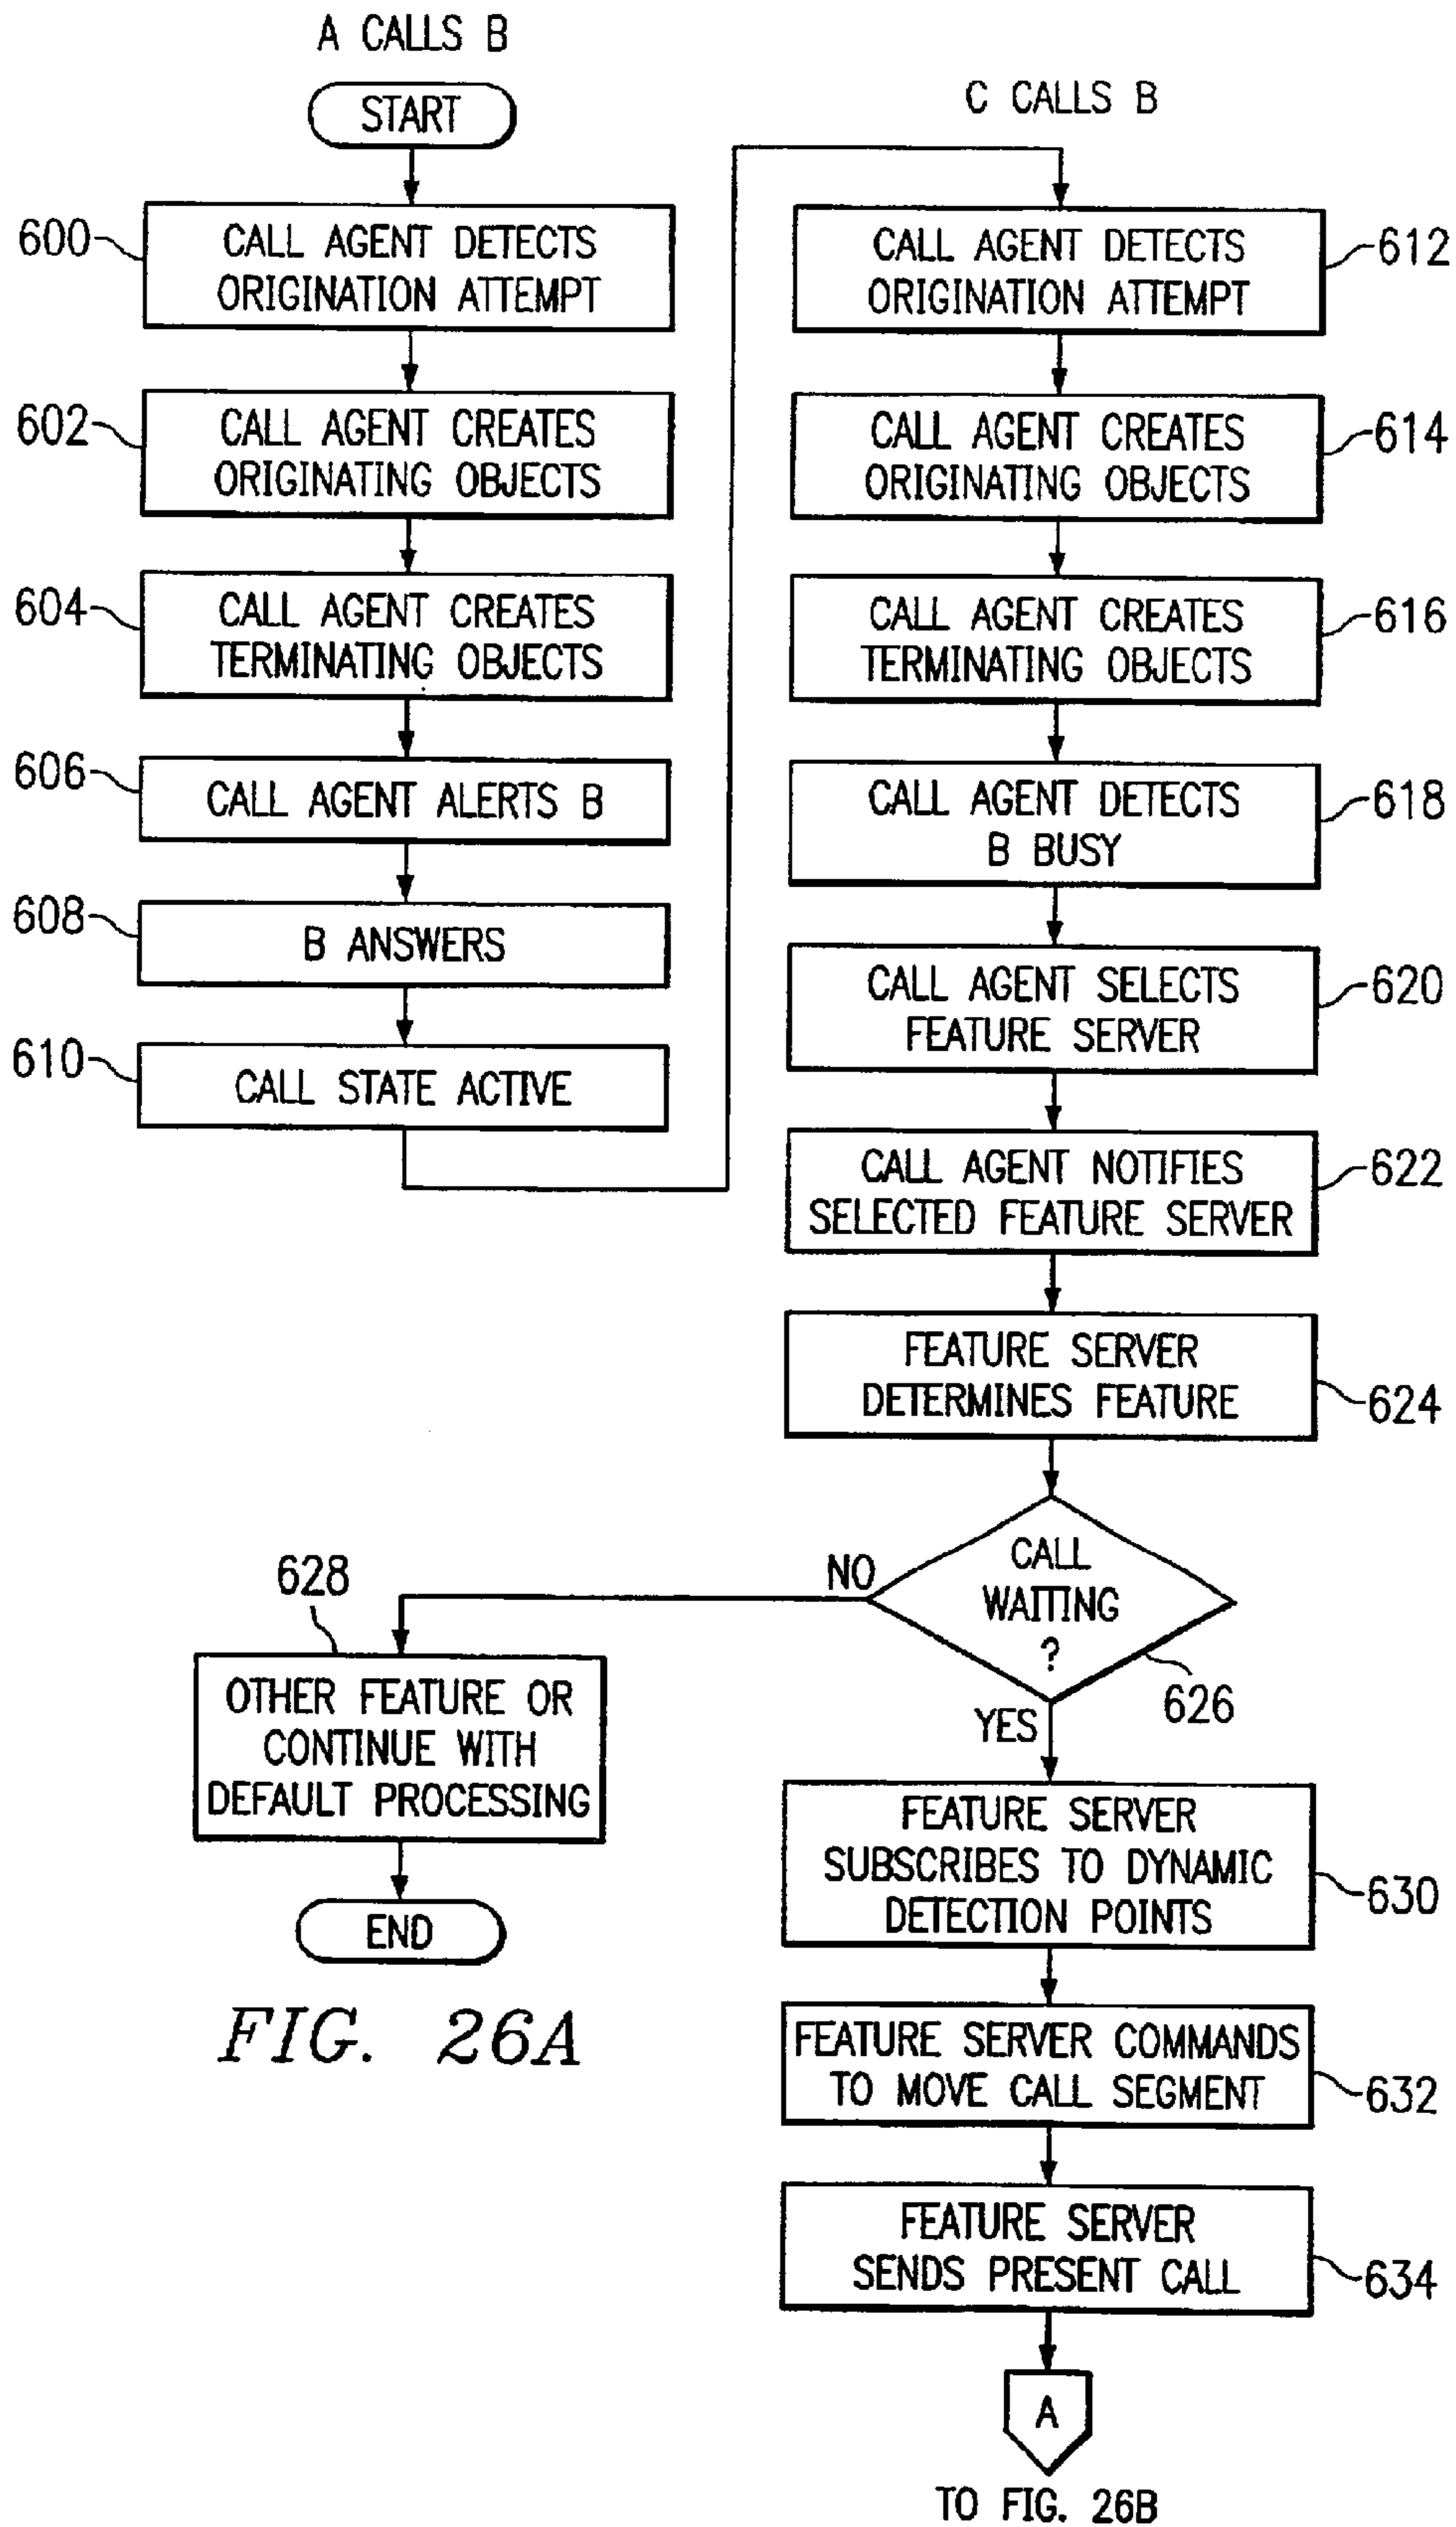 A CALLS B
START
600
CALL AGENT DETECTS
ORIGINATION ATTEMPT
602
CALL AGENT CREATES
ORIGINATING OBJECTS
604
CALL AGENT CREATES
TERMINATING OBJECTS
606
CALL AGENT ALERTS B
608
B ANSWERS
610
CALL STATE ACTIVE
C CALLS B
CALL AGENT DETECTS
ORIGINATION ATTEMPT
612
CALL AGENT CREATES
ORIGINATING OBJECTS
614
CALL AGENT CREATES
TERMINATING OBJECTS
616
CALL AGENT DETECTS
B BUSY
618
CALL AGENT SELECTS
FEATURE SERVER
620
CALL AGENT NOTIFIES
SELECTED FEATURE SERVER
622
FEATURE SERVER
DETERMINES FEATURE
624
CALL
WAITING
?
626
NO
628
OTHER FEATURE OR
CONTINUE WITH
DEFAULT PROCESSING
END
YES
FEATURE SERVER
SUBSCRIBES TO DYNAMIC
DETECTION POINTS
630
FEATURE SERVER COMMANDS
TO MOVE CALL SEGMENT
632
FEATURE SERVER
SENDS PRESENT CALL
634
A
TO FIG. 26B
FIG. 26A